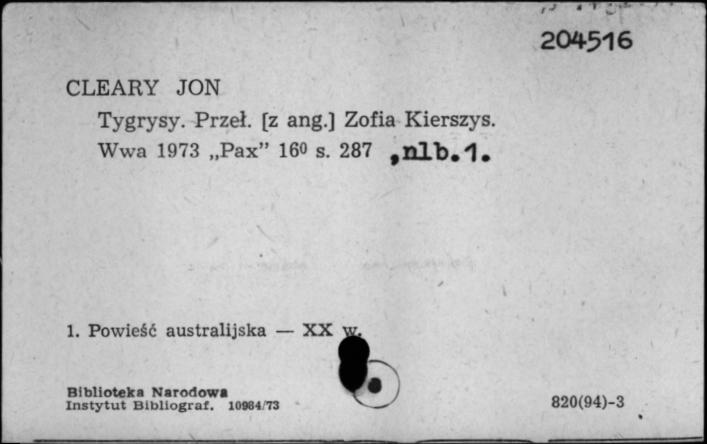 204516
CLEARY JON
Tygrysy. Przeł. [z ang.] Zofia Kierszys.
Wwa 1973 „Pax” 16⁰ s. 287 ,nlb.1.
1. Powieść australijska — XX w.
Biblioteka Narodowa
Instytut Bibliograf. 10984/73
820(94)-3